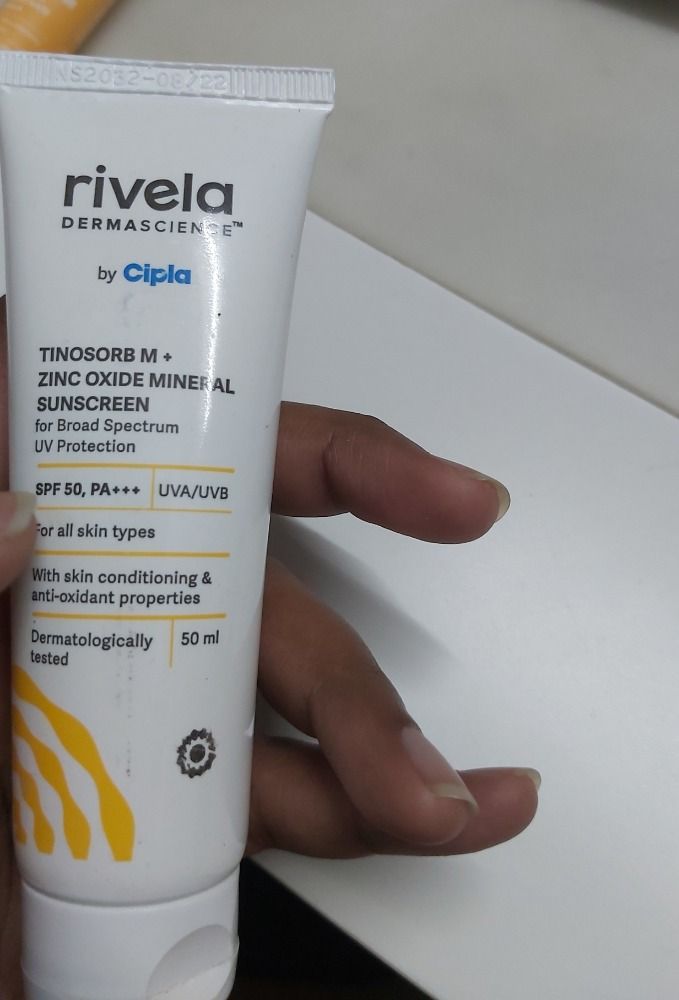 NS2032-08/22
rivela
DERMASCIENCE™
by Cipla
TINOSORB M +
ZINC OXIDE MINERAL
SUNSCREEN
for Broad Spectrum
UV Protection
SPF 50, PA+++ UVA/UVB
For all skin types
With skin conditioning &
anti-oxidant properties
Dermatologically 50 ml
tested